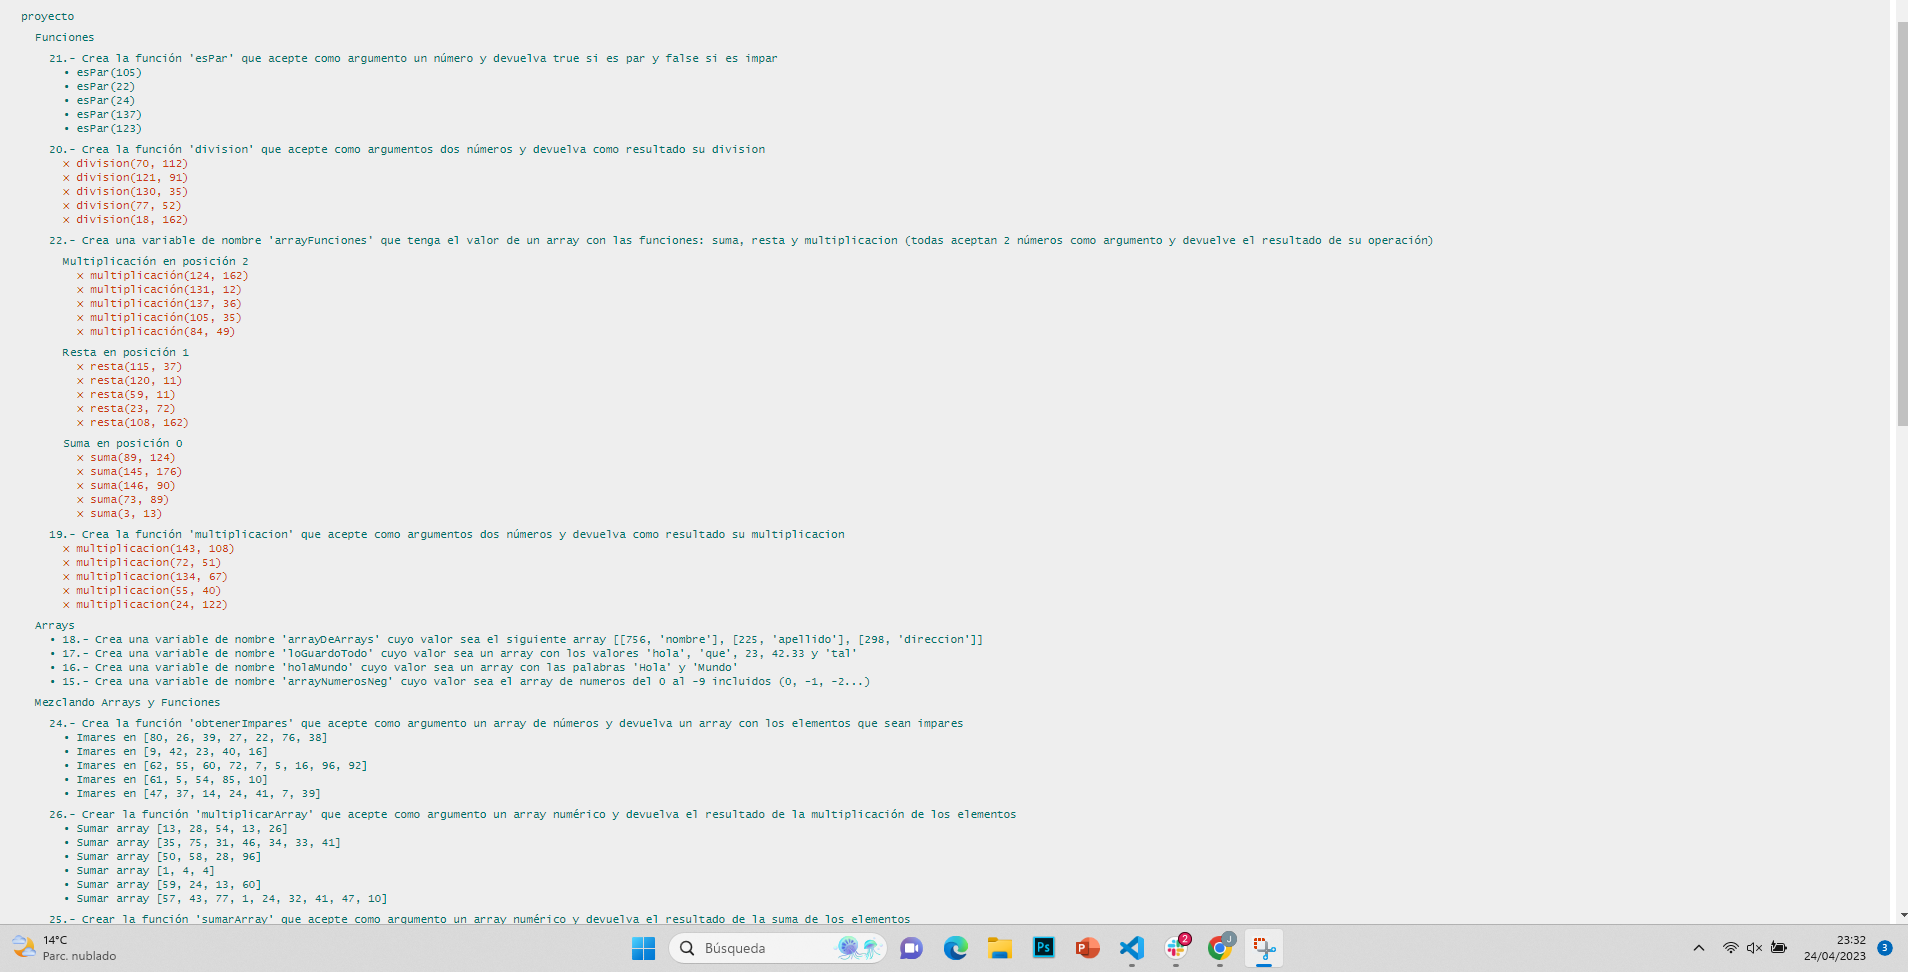 proyecto
Funciones
21.- Crea la función 'esPar' que acepte como argumento un número y devuelva true si es par y false si es impar
• esPar(105)
• esPar(22)
• esPar(24)
• esPar(137)
• esPar(123)
20.- Crea la función 'division' que acepte como argumentos dos números y devuelva como resultado su division
× division(70, 112)
× division(121, 91)
× division(130, 35)
× division(77, 52)
× division(18, 162)
22.- Crea una variable de nombre 'arrayFunciones' que tenga el valor de un array con las funciones: suma, resta y multiplicacion (todas aceptan 2 números como argumento y devuelve el resultado de su operación)
Multiplicación en posición 2
× multiplicación(124, 162)
× multiplicación(131, 12)
× multiplicación(137, 36)
× multiplicación(105, 35)
× multiplicación(84, 49)
Resta en posición 1
× resta(115, 37)
× resta(120, 11)
× resta(59, 11)
× resta(23, 72)
× resta(108, 162)
Suma en posición 0
× suma(89, 124)
× suma(145, 176)
× suma(146, 90)
× suma(73, 89)
× suma(3, 13)
19.- Crea la función 'multiplicacion' que acepte como argumentos dos números y devuelva como resultado su multiplicacion
× multiplicacion(143, 108)
× multiplicacion(72, 51)
× multiplicacion(134, 67)
× multiplicacion(55, 40)
× multiplicacion(24, 122)
Arrays
• 18.- Crea una variable de nombre 'arrayDeArrays' cuyo valor sea el siguiente array [[756, 'nombre'], [225, 'apellido'], [298, 'direccion']]
• 17.- Crea una variable de nombre 'loGuardoTodo' cuyo valor sea un array con los valores 'hola', 'que', 23, 42.33 y 'tal'
• 16.- Crea una variable de nombre 'holaMundo' cuyo valor sea un array con las palabras 'Hola' y 'Mundo'
• 15.- Crea una variable de nombre 'arrayNumerosNeg' cuyo valor sea el array de numeros del 0 al -9 incluidos (0, -1, -2...)
Mezclando Arrays y Funciones
24.- Crea la función 'obtenerImpares' que acepte como argumento un array de números y devuelva un array con los elementos que sean impares
• Imares en [80, 26, 39, 27, 22, 76, 38]
• Imares en [9, 42, 23, 40, 16]
• Imares en [62, 55, 60, 72, 7, 5, 16, 96, 92]
• Imares en [61, 5, 54, 85, 10]
• Imares en [47, 37, 14, 24, 41, 7, 39]
26.- Crear la función 'multiplicarArray' que acepte como argumento un array numérico y devuelva el resultado de la multiplicación de los elementos
• Sumar array [13, 28, 54, 13, 26]
• Sumar array [35, 75, 31, 46, 34, 33, 41]
• Sumar array [50, 58, 28, 96]
• Sumar array [1, 4, 4]
• Sumar array [59, 24, 13, 60]
• Sumar array [57, 43, 77, 1, 24, 32, 41, 47, 10]
25.- Crear la función 'sumarArray' que acepte como argumento un array numérico y devuelva el resultado de la suma de los elementos
14°C
Parc. nublado
Búsqueda
Ps
P
2
J
23:32
24/04/2023
3